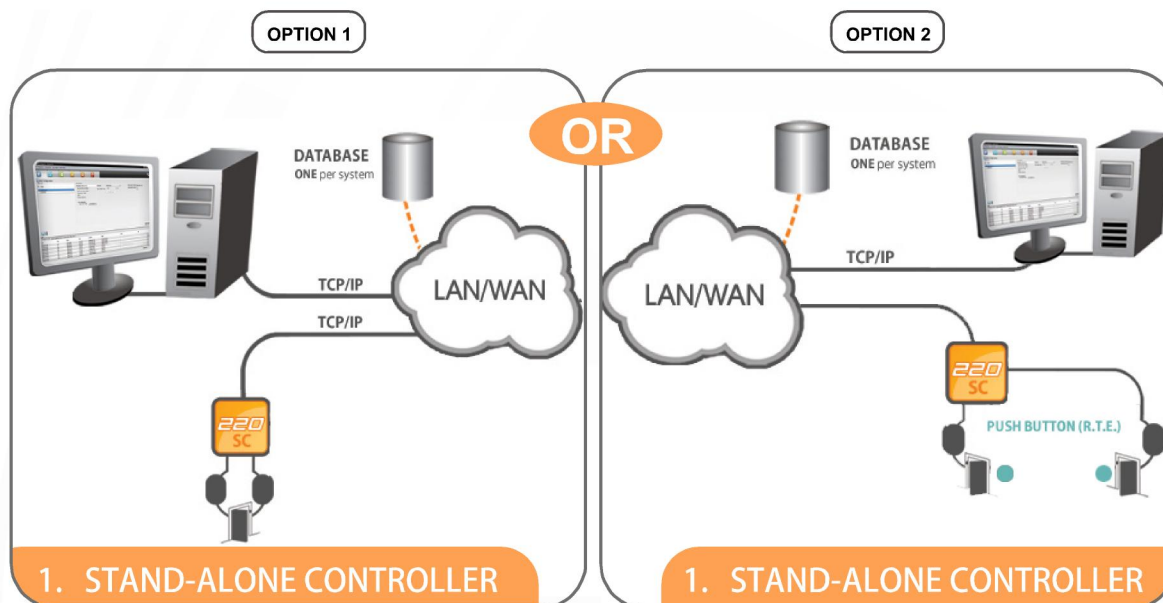 OPTION 1
OPTION 2
OR
DATABASE
ONE per system
LAN/WAN
TCP/IP
TCP/IP
220
SC
1. STAND-ALONE CONTROLLER
DATABASE
ONE per system
TCP/IP
LAN/WAN
220
SC
PUSH BUTTON (R.T.E.)
1. STAND-ALONE CONTROLLER